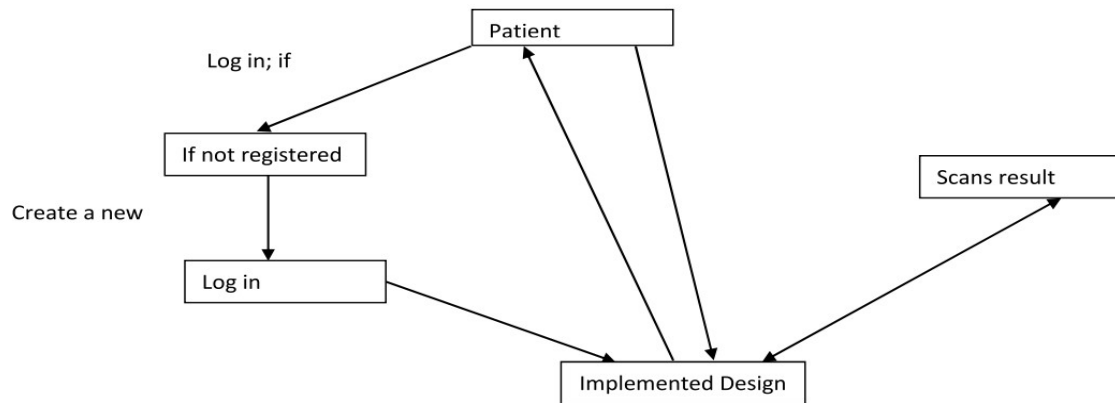 Patient
Log in; if
If not registered
Scans result
Create a new
Log in
Implemented Design